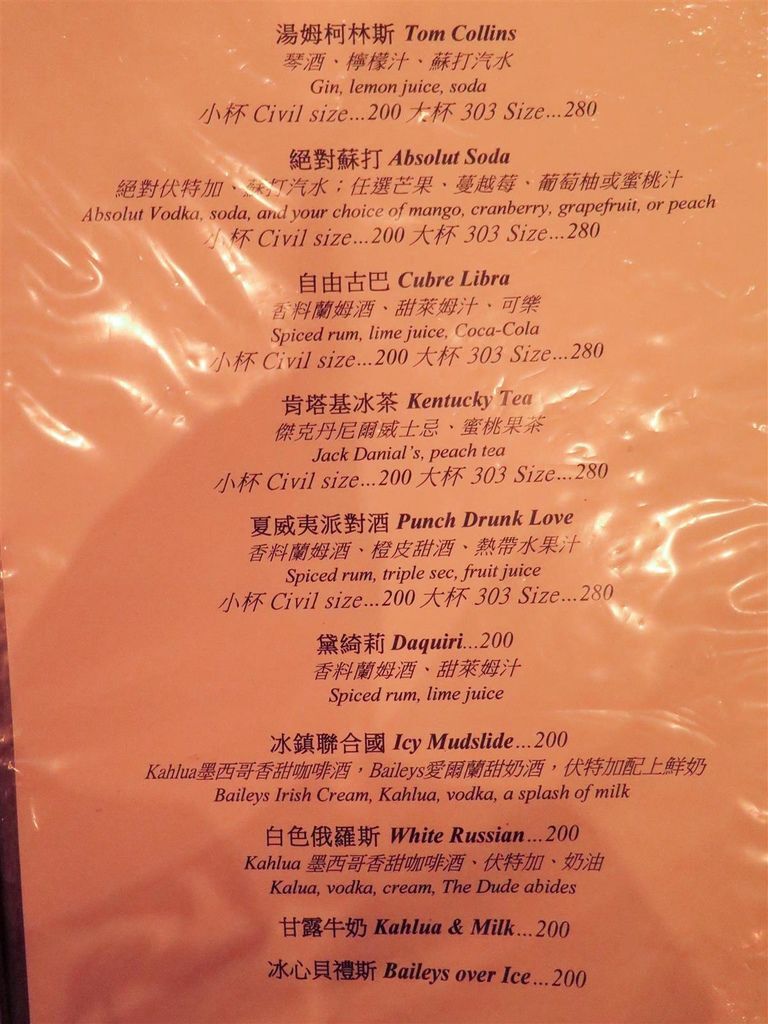 湯姆柯林斯 Tom Collins
琴酒、檸檬汁、蘇打汽水
Gin, lemon juice, soda
小杯 Civil size...200 大杯 303 Size...280
絕對蘇打 Absolut Soda
絕對伏特加、蘇打汽水；任選芒果、蔓越莓、葡萄柚或蜜桃汁
Absolut Vodka, soda, and your choice of mango, cranberry, grapefruit, or peach
小杯 Civil size...200 大杯 303 Size...280
自由古巴 Cubre Libra
香料蘭姆酒、甜萊姆汁、可樂
Spiced rum, lime juice, Coca-Cola
小杯 Civil size...200 大杯 303 Size...280
肯塔基冰茶 Kentucky Tea
傑克丹尼爾威士忌、蜜桃果茶
Jack Danial's, peach tea
小杯 Civil size...200 大杯 303 Size...280
夏威夷派對酒 Punch Drunk Love
香料蘭姆酒、橙皮甜酒、熱帶水果汁
Spiced rum, triple sec, fruit juice
小杯 Civil size...200 大杯 303 Size...280
黛綺莉 Daquiri...200
香料蘭姆酒、甜萊姆汁
Spiced rum, lime juice
冰鎮聯合國 Icy Mudslide...200
Kahlua墨西哥香甜咖啡酒，Baileys愛爾蘭甜奶酒，伏特加配上鮮奶
Baileys Irish Cream, Kahlua, vodka, a splash of milk
白色俄羅斯 White Russian...200
Kahlua 墨西哥香甜咖啡酒、伏特加、奶油
Kalua, vodka, cream, The Dude abides
甘露牛奶 Kahlua & Milk...200
冰心貝禮斯 Baileys over Ice...200